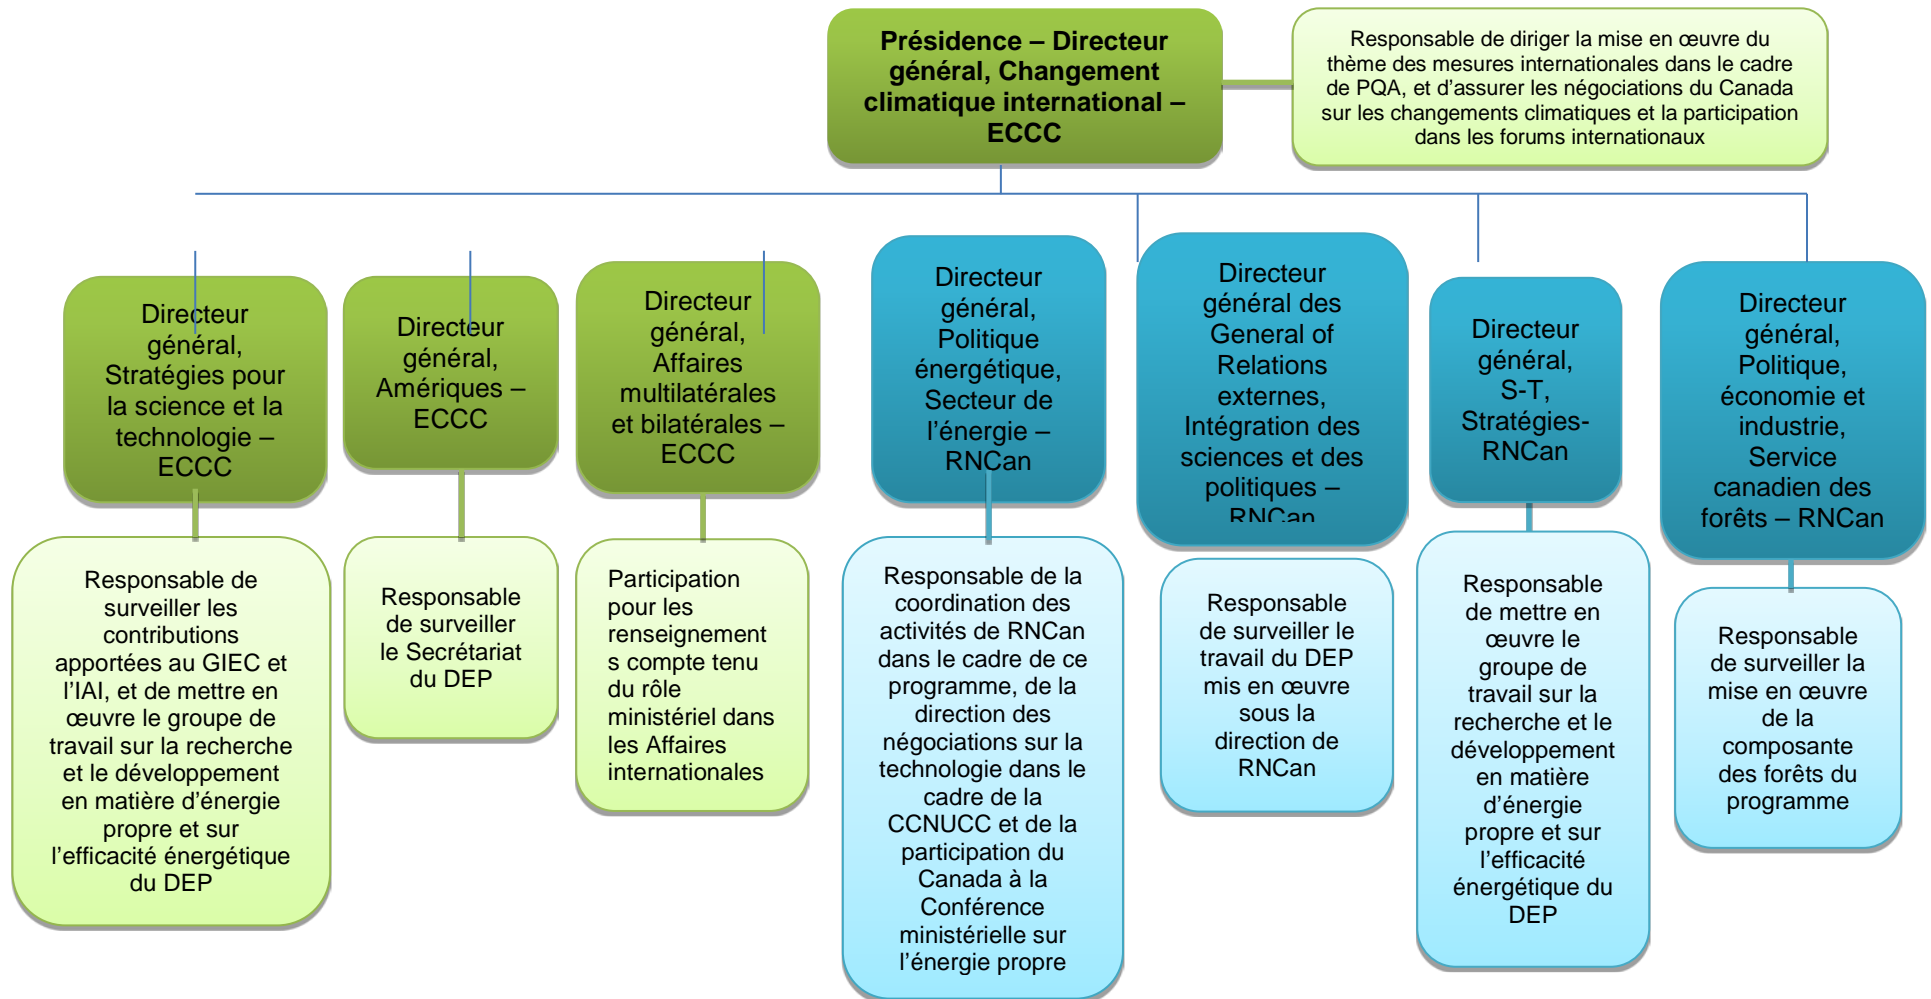 Présidence – Directeur
général, Changement
climatique international –
ECCC
Responsable de diriger la mise en œuvre du
thème des mesures internationales dans le cadre
de PQA, et d’assurer les négociations du Canada
sur les changements climatiques et la participation
dans les forums internationaux
Directeur
général,
Stratégies pour
la science et la
technologie –
ECCC
Directeur
général,
Amériques –
ECCC
Directeur
général,
Affaires
multilatérales
et bilatérales –
ECCC
Directeur
général,
Politique
énergétique,
Secteur de
l’énergie –
RNCan
Directeur
général des
General of
Relations
externes,
Intégration des
sciences et des
politiques –
RNCan
Directeur
général,
S-T,
Stratégies-
RNCan
Directeur
général,
Politique,
économie et
industrie,
Service
canadien des
forêts – RNCan
Responsable de
surveiller les
contributions
apportées au GIEC et
l’IAI, et de mettre en
œuvre le groupe de
travail sur la recherche
et le développement
en matière d’énergie
propre et sur
l’efficacité énergétique
du DEP
Responsable
de surveiller
le Secrétariat
du DEP
Participation
pour les
renseignement
s compte tenu
du rôle
ministériel dans
les Affaires
internationales
Responsable de la
coordination des
activités de RNCan
dans le cadre de ce
programme, de la
direction des
négociations sur la
technologie dans le
cadre de la
CCNUCC et de la
participation du
Canada à la
Conférence
ministérielle sur
l’énergie propre
Responsable
de surveiller le
travail du DEP
mis en œuvre
sous la
direction de
RNCan
Responsable
de mettre en
œuvre le
groupe de
travail sur la
recherche et le
développement
en matière
d’énergie
propre et sur
l’efficacité
énergétique du
DEP
Responsable
de surveiller la
mise en œuvre
de la
composante
des forêts du
programme